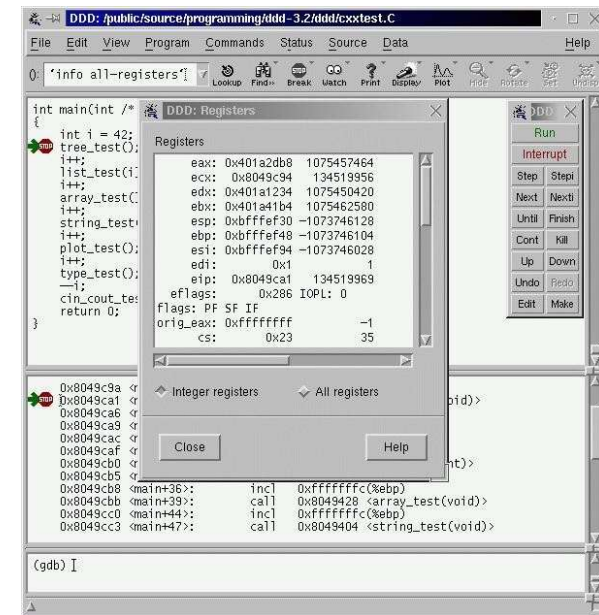 DDD: /public/source/programming/ddd-3.2/ddd/cxxtest.C
File Edit View Program Commands Status Source Data Help
(): 'info all-registers'
Lookup Find» Break Watch Print Display Plot Hide Rotate Set Undisp
int main(int /*
{
int i = 42;
tree_test();
i++;
list_test(i
i++;
array_test(
i++;
string_test
i++;
plot_test();
i++;
type_test();
--i;
cin_cout_tes
return 0;
}
DDD: Registers
Registers
eax: 0x401a2db8 1075457464
ecx: 0x8049c94 134519956
edx: 0x401a1234 1075450420
ebx: 0x401a41b4 1075462580
esp: 0xbfffef30 -1073746128
ebp: 0xbfffef48 -1073746104
esi: 0xbfffef94 -1073746028
edi: 0x1 1
eip: 0x8049ca1 134519969
eflags: 0x286 IOPL: 0
flags: PF SF IF
orig_eax: 0xffffffff -1
cs: 0x23 35
Integer registers All registers
Close Help
DDD
Run
Interrupt
Step Stepi
Next Nexti
Until Finish
Cont Kill
Up Down
Undo Redo
Edit Make
0x8049c9a <
0x8049ca1 < oid)>
0x8049ca6 <
0x8049ca9 <
0x8049cac <
0x8049caf <
0x8049cb0 < nt)>
0x8049cb5 <
0x8049cb8 <main+36>: incl 0xfffffffc(%ebp)
0x8049cbb <main+39>: call 0x8049428 <array_test(void)>
0x8049cc0 <main+44>: incl 0xfffffffc(%ebp)
0x8049cc3 <main+47>: call 0x8049404 <string_test(void)>
(gdb)